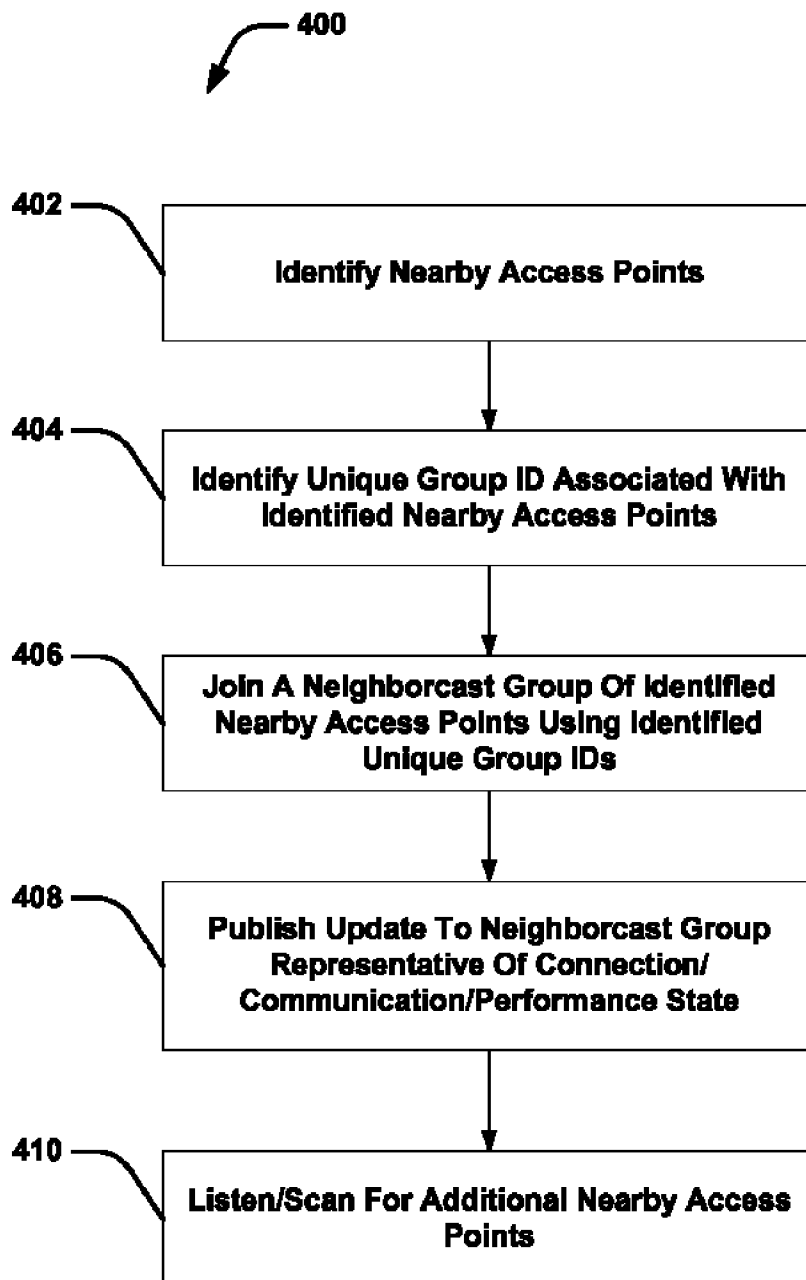 400
402
Identify Nearby Access Points
404
Identify Unique Group ID Associated With
Identified Nearby Access Points
406
Join A Neighborcast Group Of Identified
Nearby Access Points Using Identified
Unique Group IDs
408
Publish Update To Neighborcast Group
Representative Of Connection/
Communication/Performance State
410
Listen/Scan For Additional Nearby Access
Points